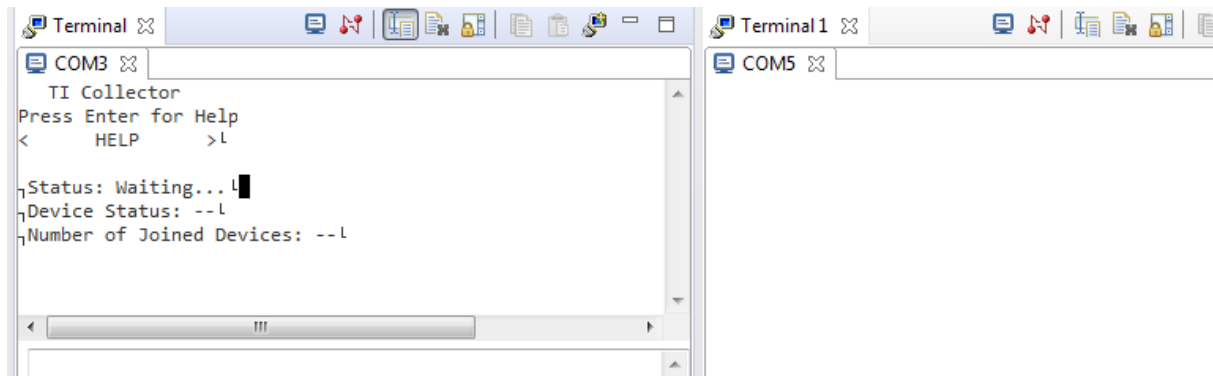 Terminal
COM3
TI Collector
Press Enter for Help
<      HELP      >└
┐Status: Waiting...└
┐Device Status: --└
┐Number of Joined Devices: --└
Terminal 1
COM5